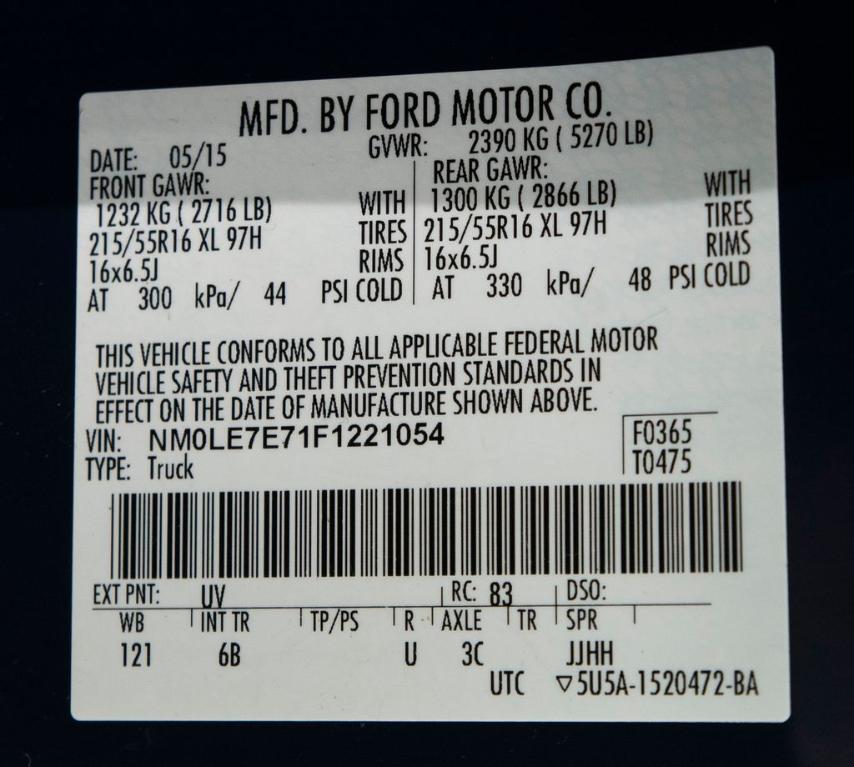 MFD. BY FORD MOTOR CO.
DATE: 05/15 GVWR: 2390 KG ( 5270 LB)
FRONT GAWR: REAR GAWR:
1232 KG ( 2716 LB) WITH 1300 KG ( 2866 LB) WITH
215/55R16 XL 97H TIRES 215/55R16 XL 97H TIRES
16x6.5J RIMS 16x6.5J RIMS
AT 300 kPa/ 44 PSI COLD AT 330 kPa/ 48 PSI COLD
THIS VEHICLE CONFORMS TO ALL APPLICABLE FEDERAL MOTOR
VEHICLE SAFETY AND THEFT PREVENTION STANDARDS IN
EFFECT ON THE DATE OF MANUFACTURE SHOWN ABOVE.
VIN: NM0LE7E71F1221054 F0365
TYPE: Truck T0475
EXT PNT: UV RC: 83 DSO:
WB INT TR TP/PS R AXLE TR SPR
121 6B U 3C JJHH
UTC ▽5U5A-1520472-BA